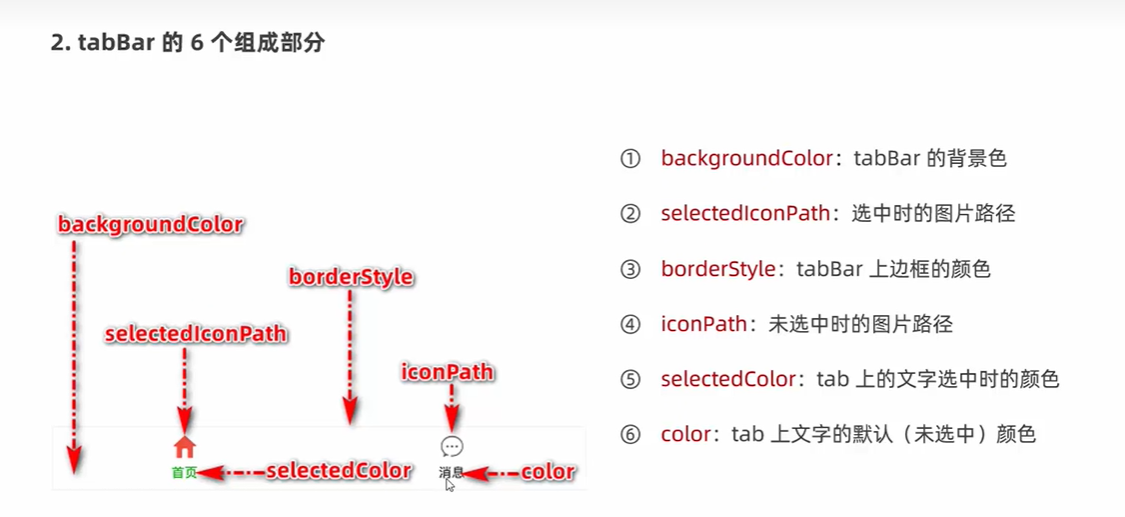 2. tabBar 的 6 个组成部分
backgroundColor
borderStyle
selectedIconPath
iconPath
首页
selectedColor
消息
color
① backgroundColor：tabBar 的背景色
② selectedIconPath：选中时的图片路径
③ borderStyle：tabBar 上边框的颜色
④ iconPath：未选中时的图片路径
⑤ selectedColor：tab 上的文字选中时的颜色
⑥ color：tab 上文字的默认（未选中）颜色